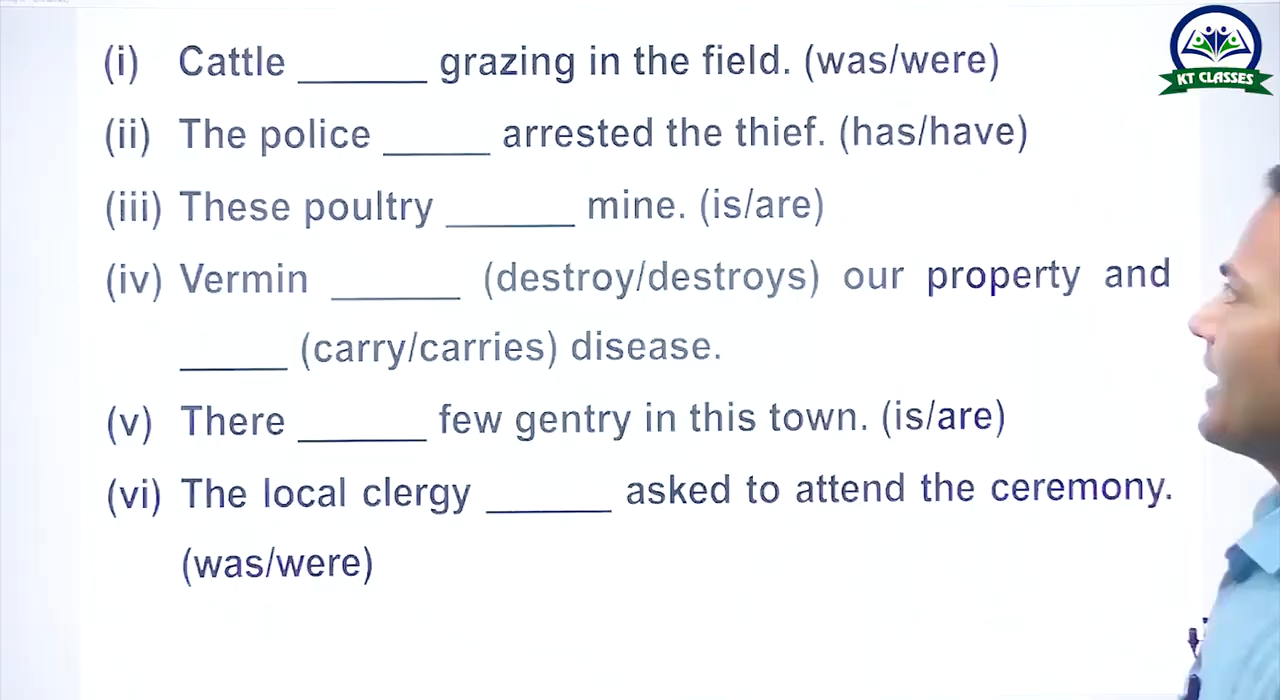 KT CLASSES
(i) Cattle ______ grazing in the field. (was/were)
(ii) The police _____ arrested the thief. (has/have)
(iii) These poultry ______ mine. (is/are)
(iv) Vermin ______ (destroy/destroys) our property and
_____ (carry/carries) disease.
(v) There ______ few gentry in this town. (is/are)
(vi) The local clergy ______ asked to attend the ceremony.
(was/were)